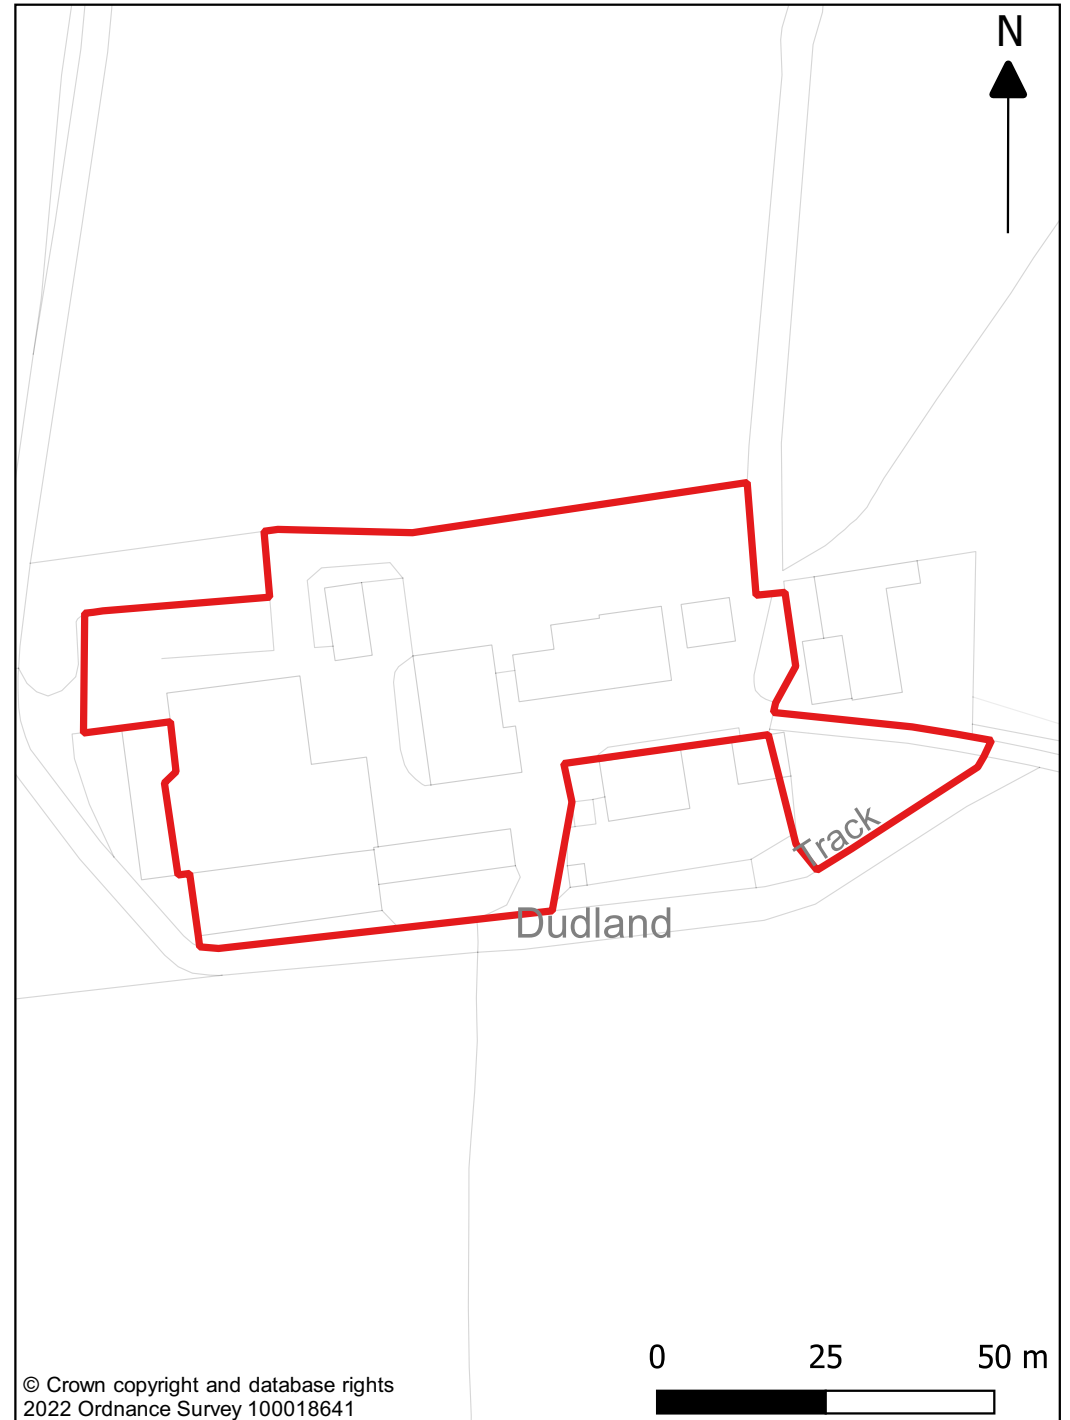 N
Track
Dudland
0 25 50 m
© Crown copyright and database rights
2022 Ordnance Survey 100018641